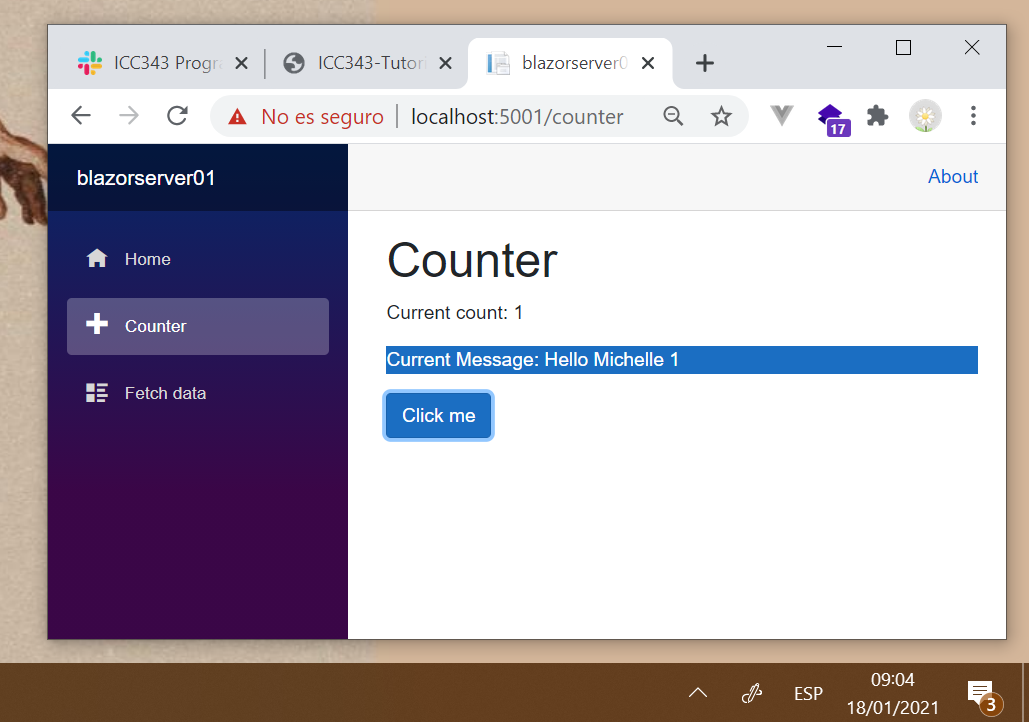 ICC343 Progr
ICC343-Tutor
blazorserver0
No es seguro
localhost:5001/counter
17
blazorserver01
About
Home
Counter
Fetch data
Counter
Current count: 1
Current Message: Hello Michelle 1
Click me
ESP
09:04
18/01/2021
3